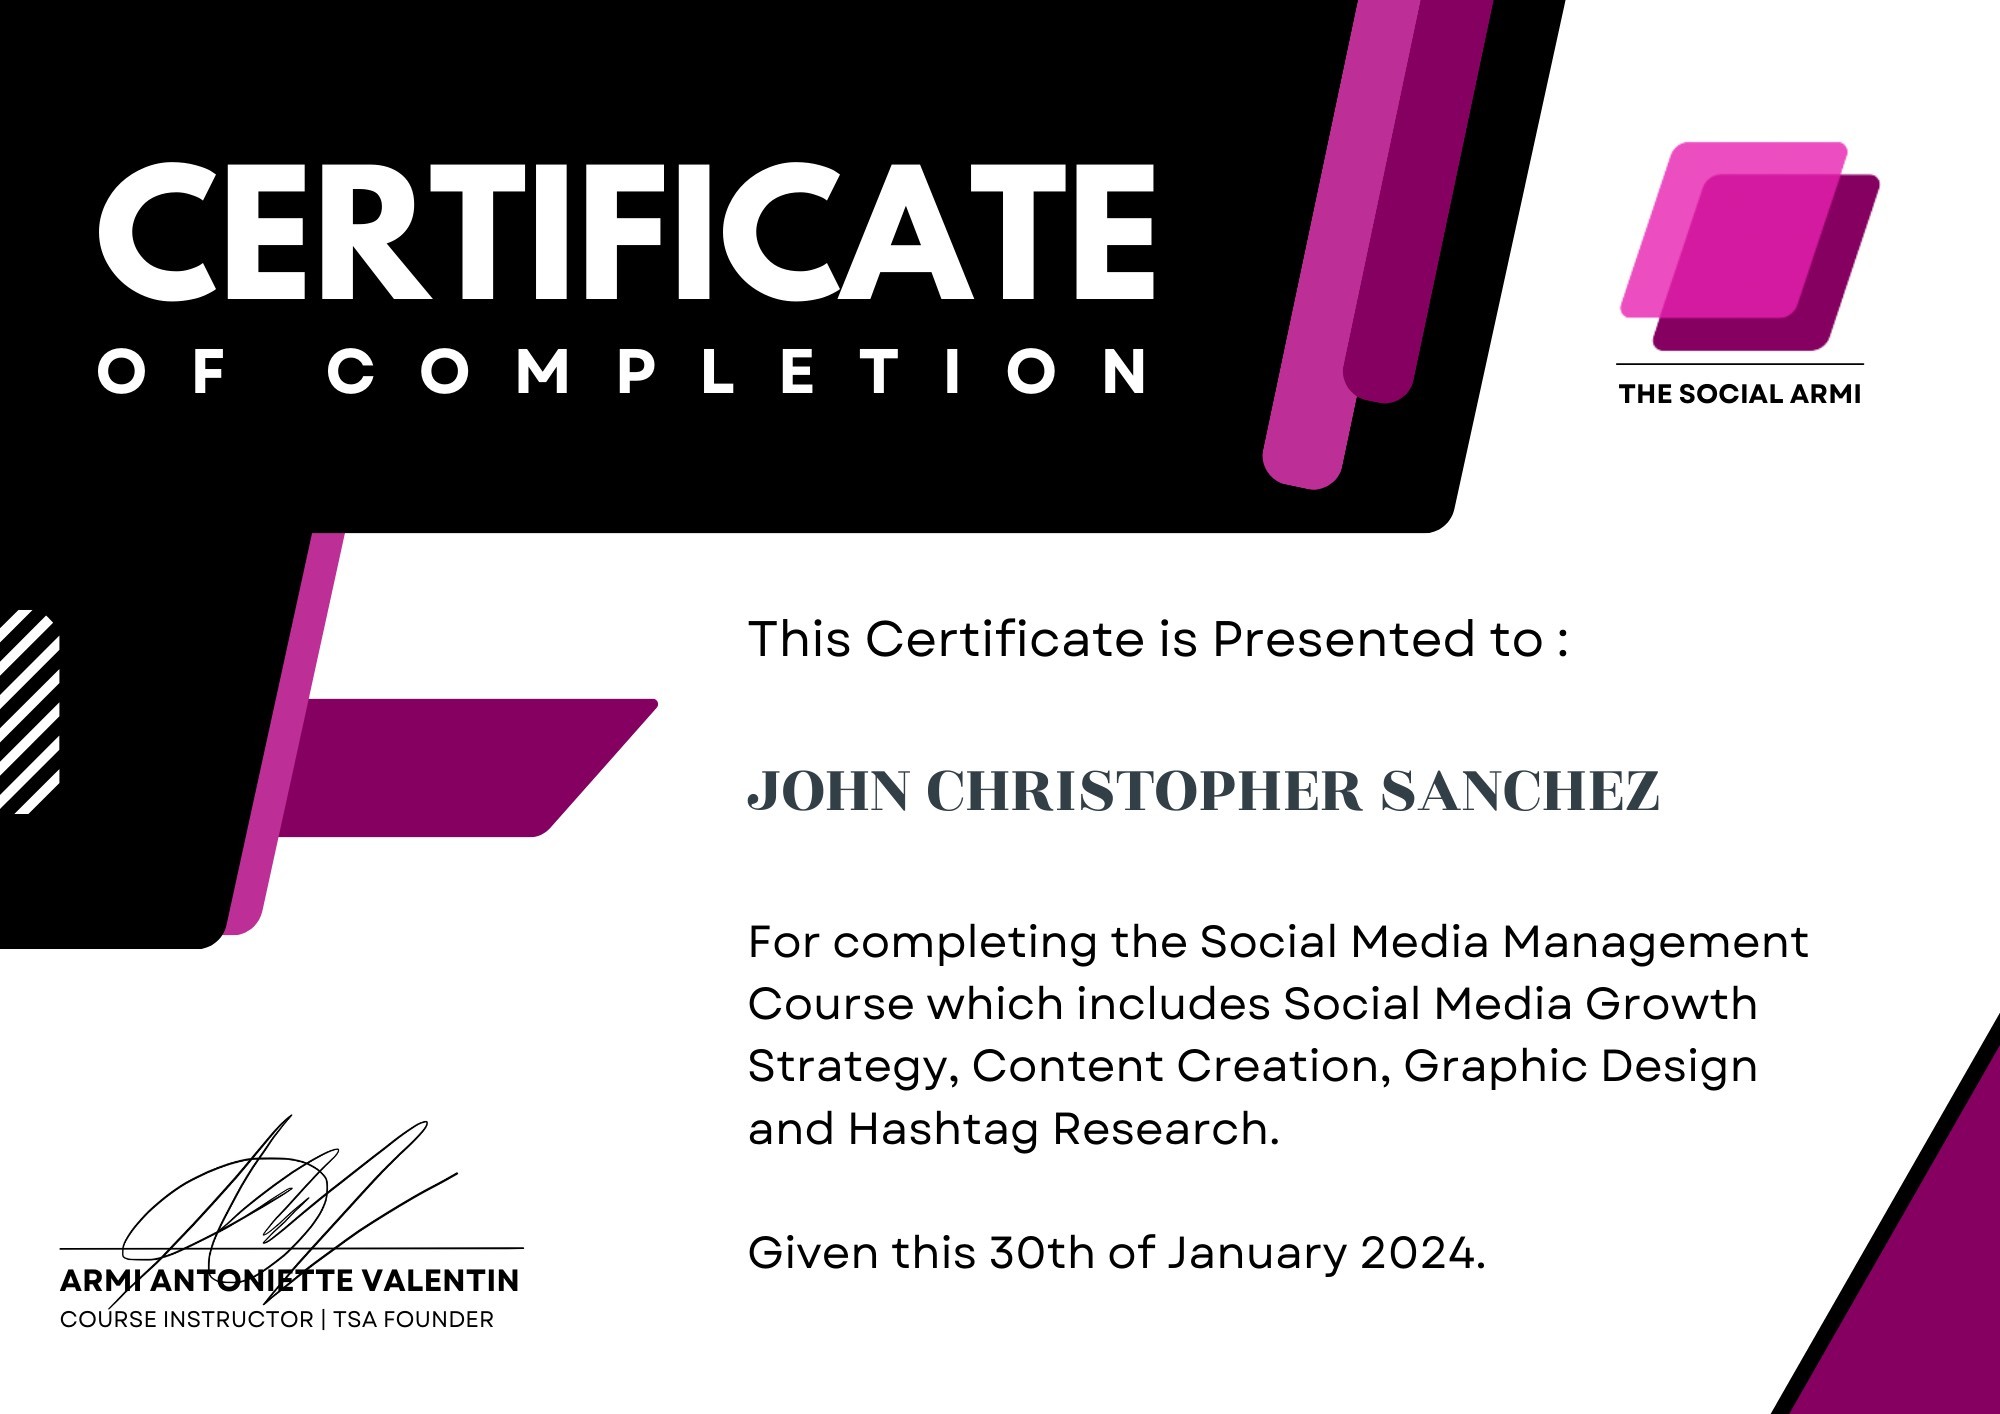 CERTIFICATE
OF COMPLETION
THE SOCIAL ARMI
This Certificate is Presented to :
JOHN CHRISTOPHER SANCHEZ
For completing the Social Media Management
Course which includes Social Media Growth
Strategy, Content Creation, Graphic Design
and Hashtag Research.
Given this 30th of January 2024.
ARMI ANTONIETTE VALENTIN
COURSE INSTRUCTOR | TSA FOUNDER